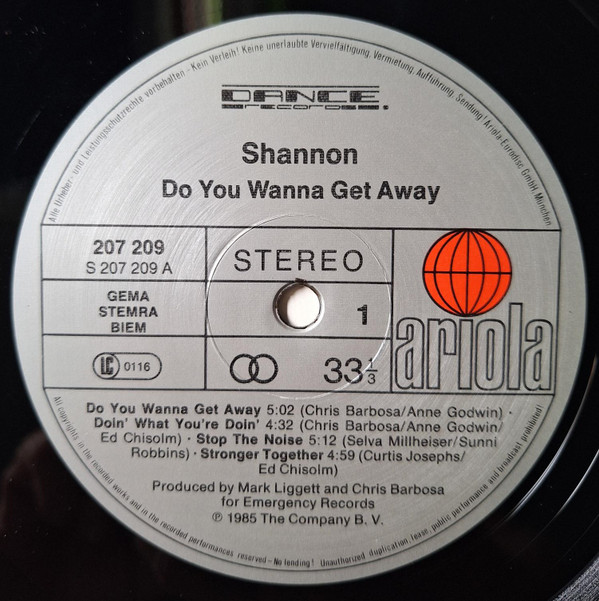 Alle Urheber- und Leistungsschutzrechte vorbehalten - Kein Verleih! Keine unerlaubte Vervielfältigung, Vermietung, Aufführung, Sendung! Ariola-Eurodisc GmbH, München
DANCE
records.
Shannon
Do You Wanna Get Away
207 209
S 207 209 A
STEREO
GEMA
STEMRA
BIEM
1
LC 0116
33 1/3
ariola
Do You Wanna Get Away 5:02 (Chris Barbosa/Anne Godwin) ·
Doin' What You're Doin' 4:32 (Chris Barbosa/Anne Godwin/
Ed Chisolm) · Stop The Noise 5:12 (Selva Millheiser/Sunni
Robbins) · Stronger Together 4:59 (Curtis Josephs/
Ed Chisolm)
Produced by Mark Liggett and Chris Barbosa
for Emergency Records
℗ 1985 The Company B. V.
All copyrights in the recorded works and in the recorded performances reserved – No lending! Unauthorized duplication, lease, public performance and broadcast prohibited!